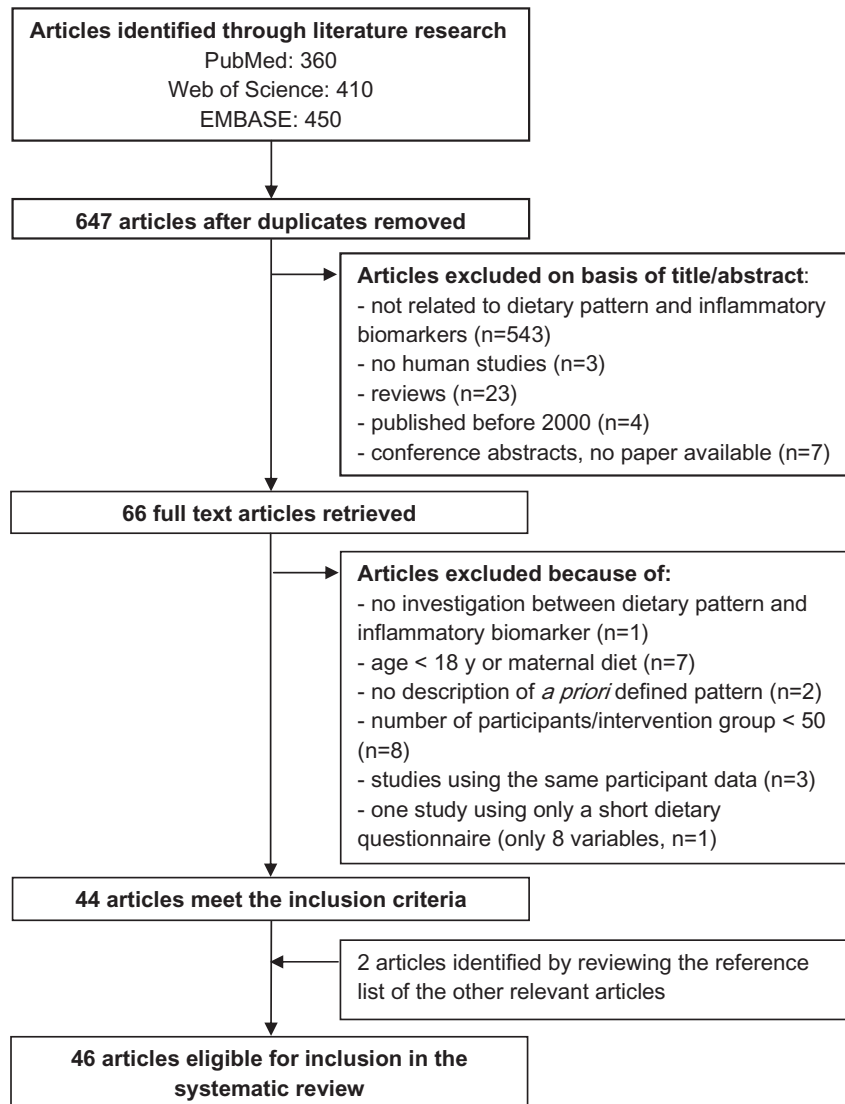 Articles identified through literature research
PubMed: 360
Web of Science: 410
EMBASE: 450
647 articles after duplicates removed
Articles excluded on basis of title/abstract:
- not related to dietary pattern and inflammatory
biomarkers (n=543)
- no human studies (n=3)
- reviews (n=23)
- published before 2000 (n=4)
- conference abstracts, no paper available (n=7)
66 full text articles retrieved
Articles excluded because of:
- no investigation between dietary pattern and
inflammatory biomarker (n=1)
- age < 18 y or maternal diet (n=7)
- no description of a priori defined pattern (n=2)
- number of participants/intervention group < 50
(n=8)
- studies using the same participant data (n=3)
- one study using only a short dietary
questionnaire (only 8 variables, n=1)
44 articles meet the inclusion criteria
2 articles identified by reviewing the reference
list of the other relevant articles
46 articles eligible for inclusion in the
systematic review